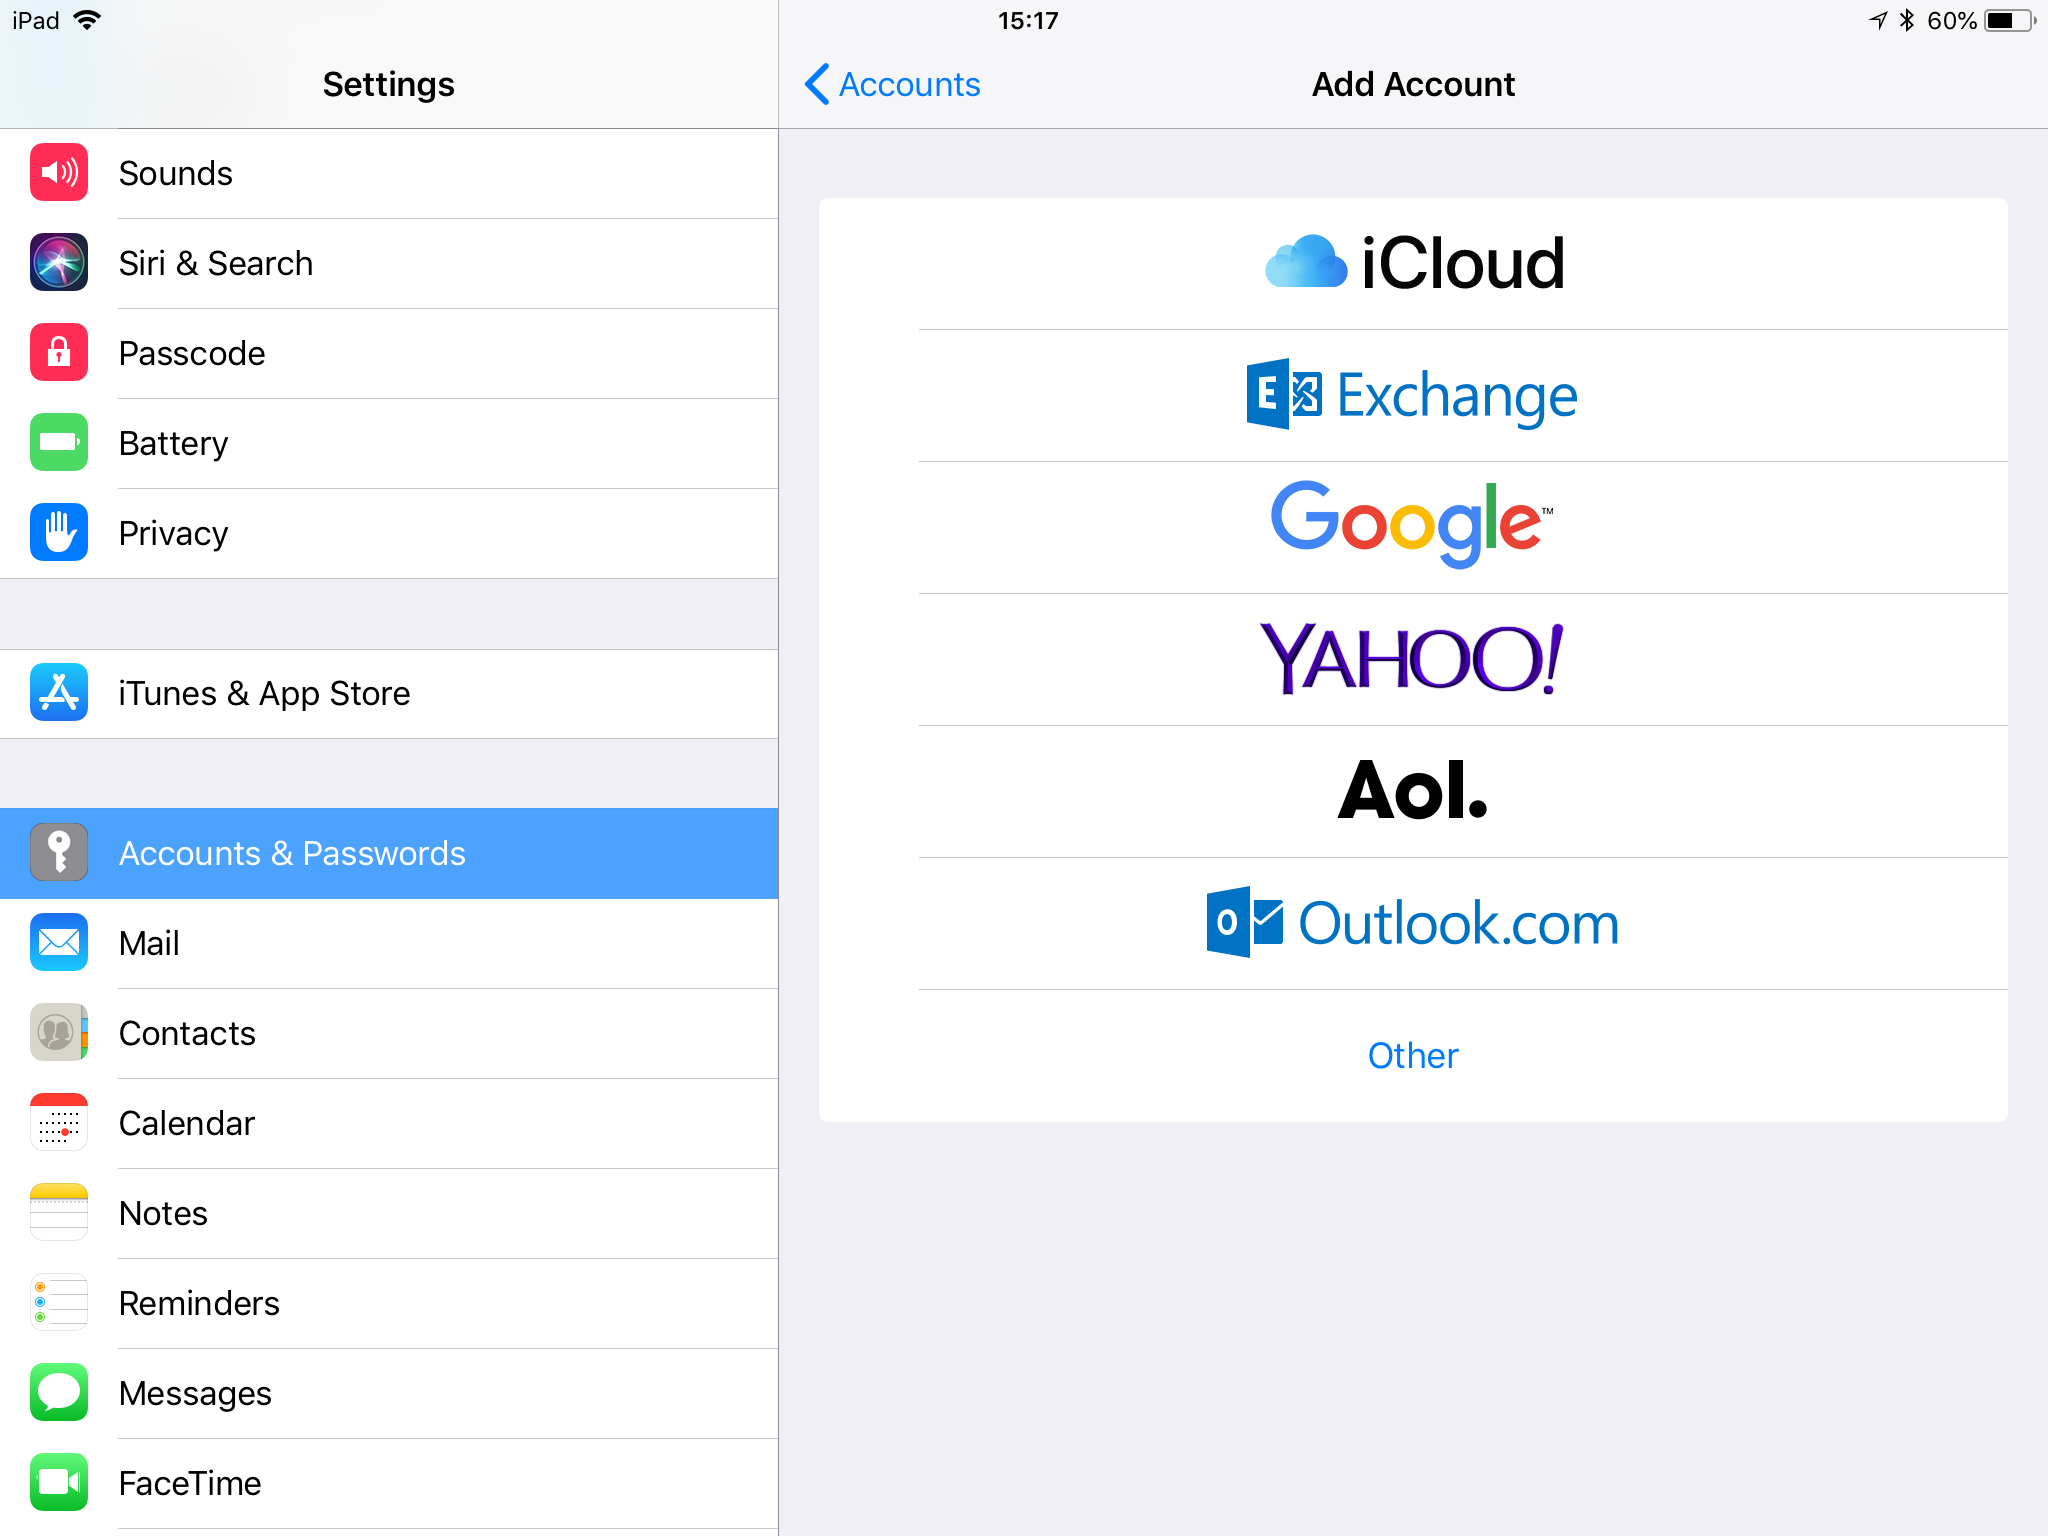 iPad
15:17
60%
Settings
Accounts
Add Account
Sounds
Siri & Search
Passcode
Battery
Privacy
iTunes & App Store
Accounts & Passwords
Mail
Contacts
Calendar
Notes
Reminders
Messages
FaceTime
iCloud
E Exchange
Google™
YAHOO!
Aol.
O Outlook.com
Other